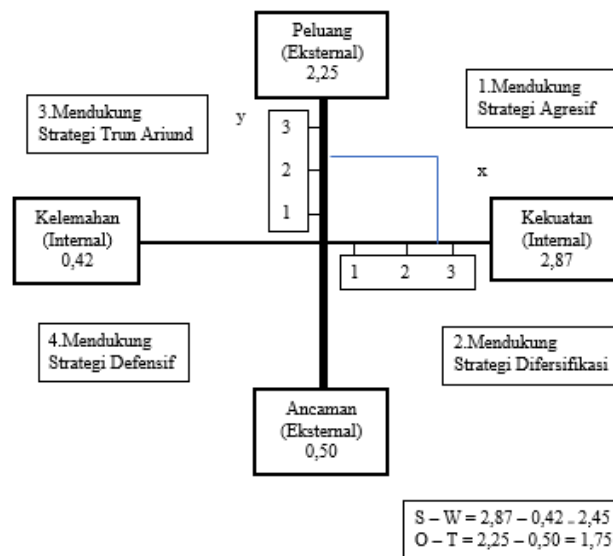 Peluang
(Eksternal)
2,25
3.Mendukung
Strategi Trun Ariund
y
1.Mendukung
Strategi Agresif
3
2
1
x
Kelemahan
(Internal)
0,42
Kekuatan
(Internal)
2,87
1 2 3
4.Mendukung
Strategi Defensif
2.Mendukung
Strategi Difersifikasi
Ancaman
(Eksternal)
0,50
S – W = 2,87 – 0,42 = 2,45
O – T = 2,25 – 0,50 = 1,75